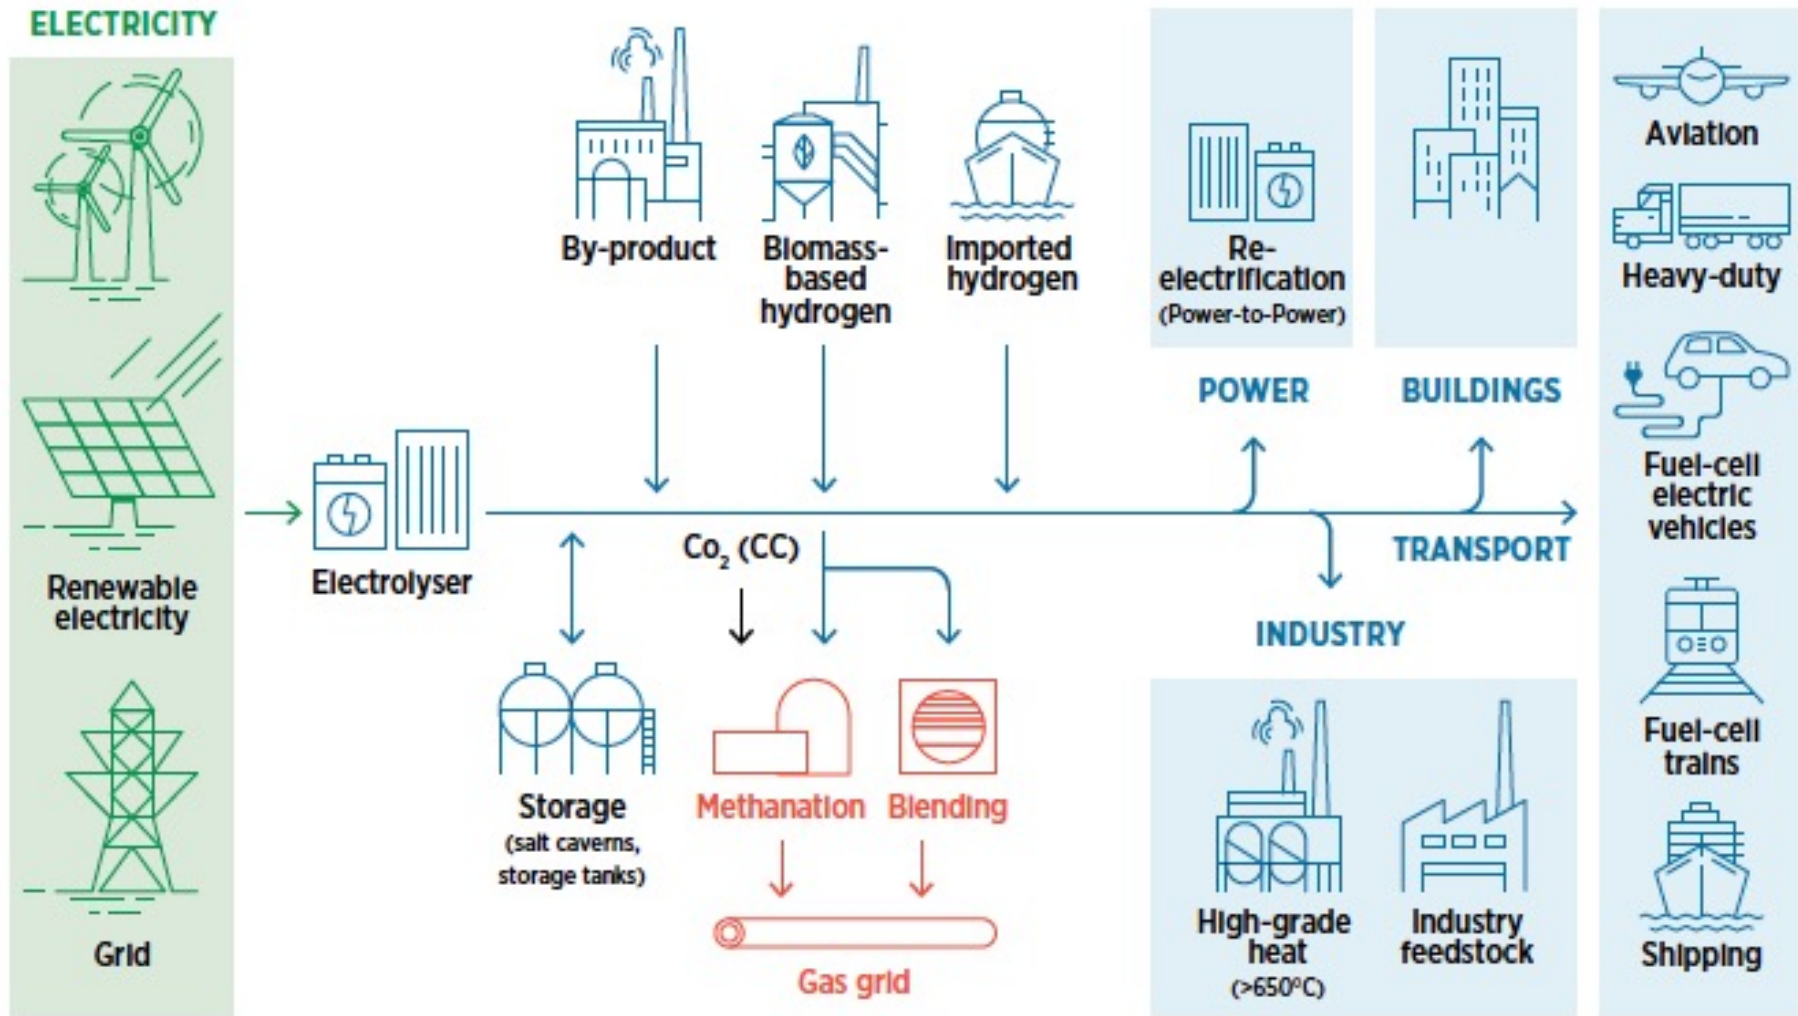 ELECTRICITY
Renewable
electricity
Grid
Electrolyser
By-product
Biomass-
based
hydrogen
Imported
hydrogen
Co₂ (CC)
Storage
(salt caverns,
storage tanks)
Methanation
Blending
Gas grid
Re-
electrification
(Power-to-Power)
POWER
BUILDINGS
TRANSPORT
INDUSTRY
High-grade
heat
(>650ºC)
Industry
feedstock
Aviation
Heavy-duty
Fuel-cell
electric
vehicles
Fuel-cell
trains
Shipping